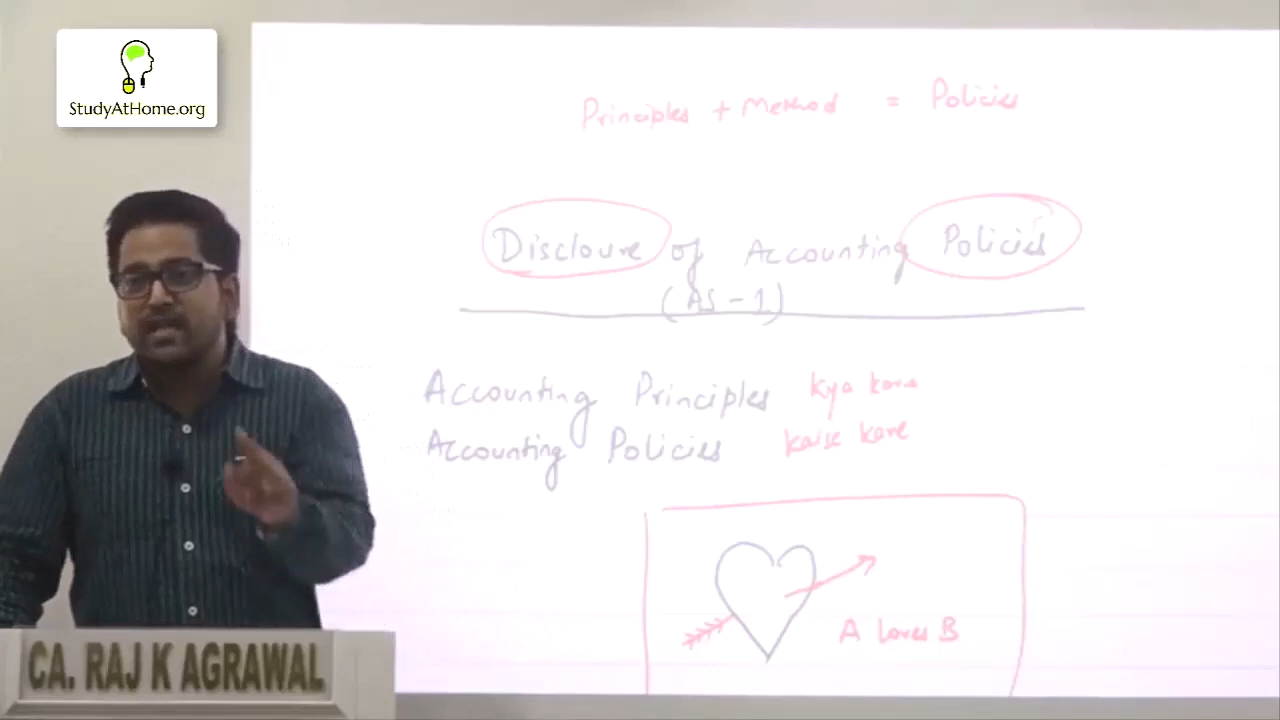 StudyAtHome.org
Principles + Method = Policies
Discloure of Accounting Policies
(AS - 1)
Accounting Principles kya kare
Accounting Policies kaise kare
A Loves B
CA. RAJ K AGRAWAL